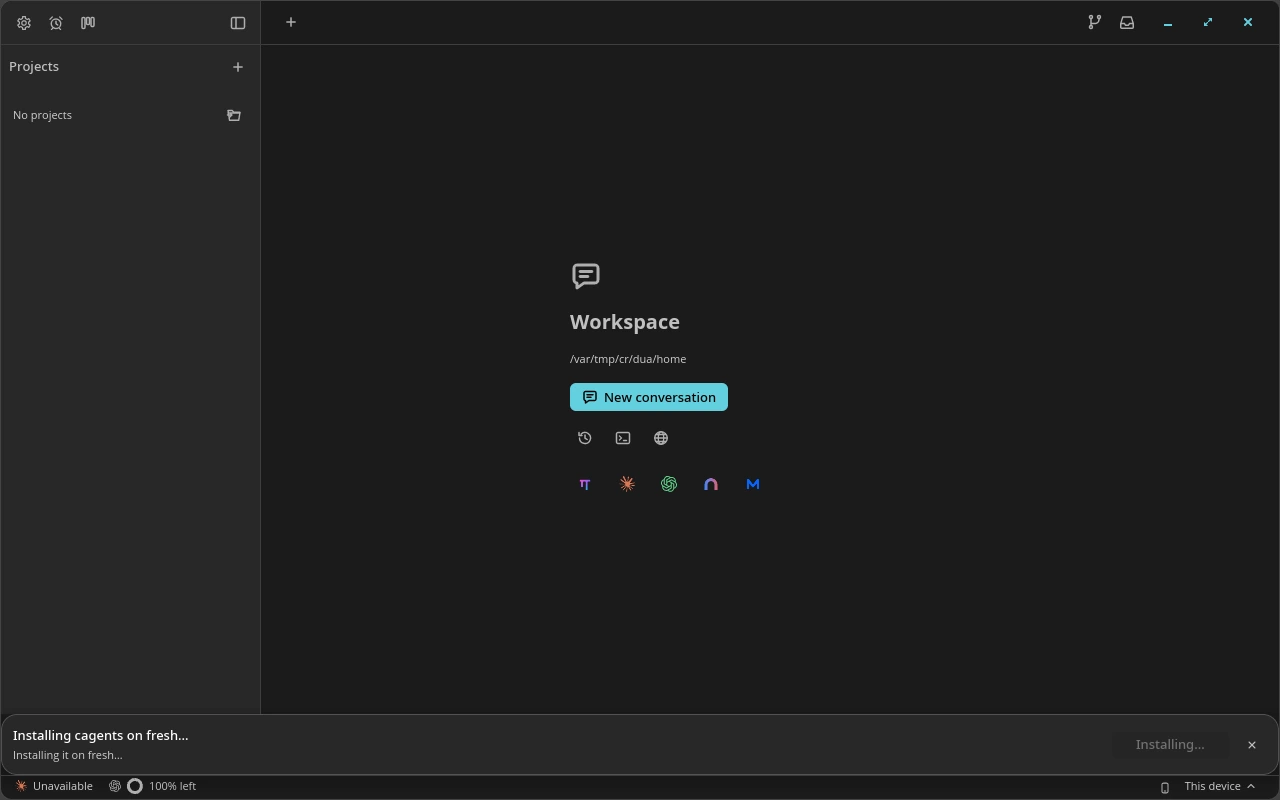 Projects
No projects
Workspace
/var/tmp/cr/dua/home
New conversation
Installing cagents on fresh...
Installing it on fresh...
Installing...
Unavailable
100% left
This device